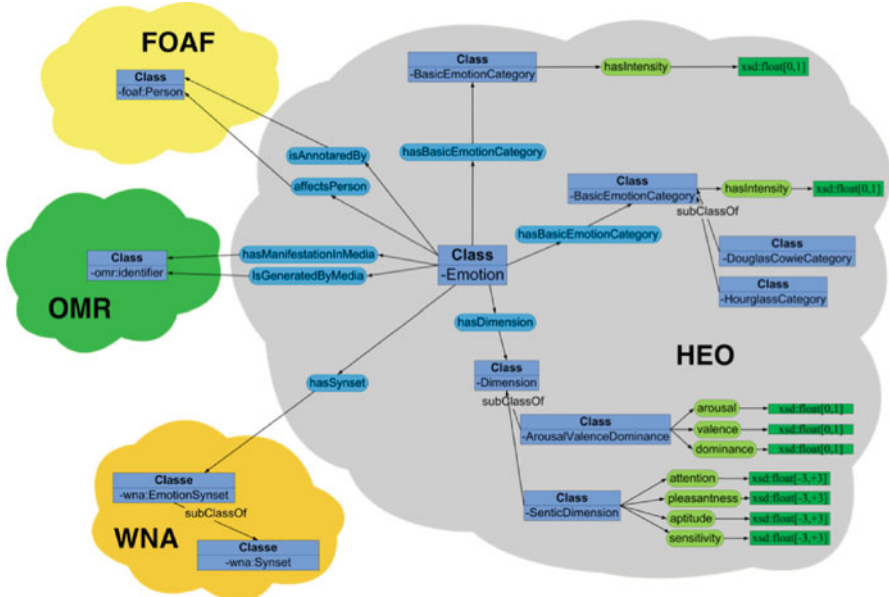 FOAF
Class
-foaf:Person
isAnnotaredBy
affectsPerson
Class
-BasicEmotionCategory
hasIntensity
xsd:float[0,1]
hasBasicEmotionCategory
Class
-BasicEmotionCategory
hasIntensity
xsd:float[0,1]
subClassOf
hasBasicEmotionCategory
Class
-DouglasCowieCategory
Class
-HourglassCategory
Class
-omr:identifier
OMR
hasManifestationInMedia
IsGeneratedByMedia
Class
-Emotion
hasDimension
HEO
hasSynset
Class
-Dimension
subClassOf
Class
-ArousalValenceDominance
arousal
xsd:float[0,1]
valence
xsd:float[0,1]
dominance
xsd:float[0,1]
Class
-SenticDimension
attention
xsd:float[-3,+3]
pleasantness
xsd:float[-3,+3]
aptitude
xsd:float[-3,+3]
sensitivity
xsd:float[-3,+3]
Classe
-wna:EmotionSynset
subClassOf
WNA
Classe
-wna:Synset